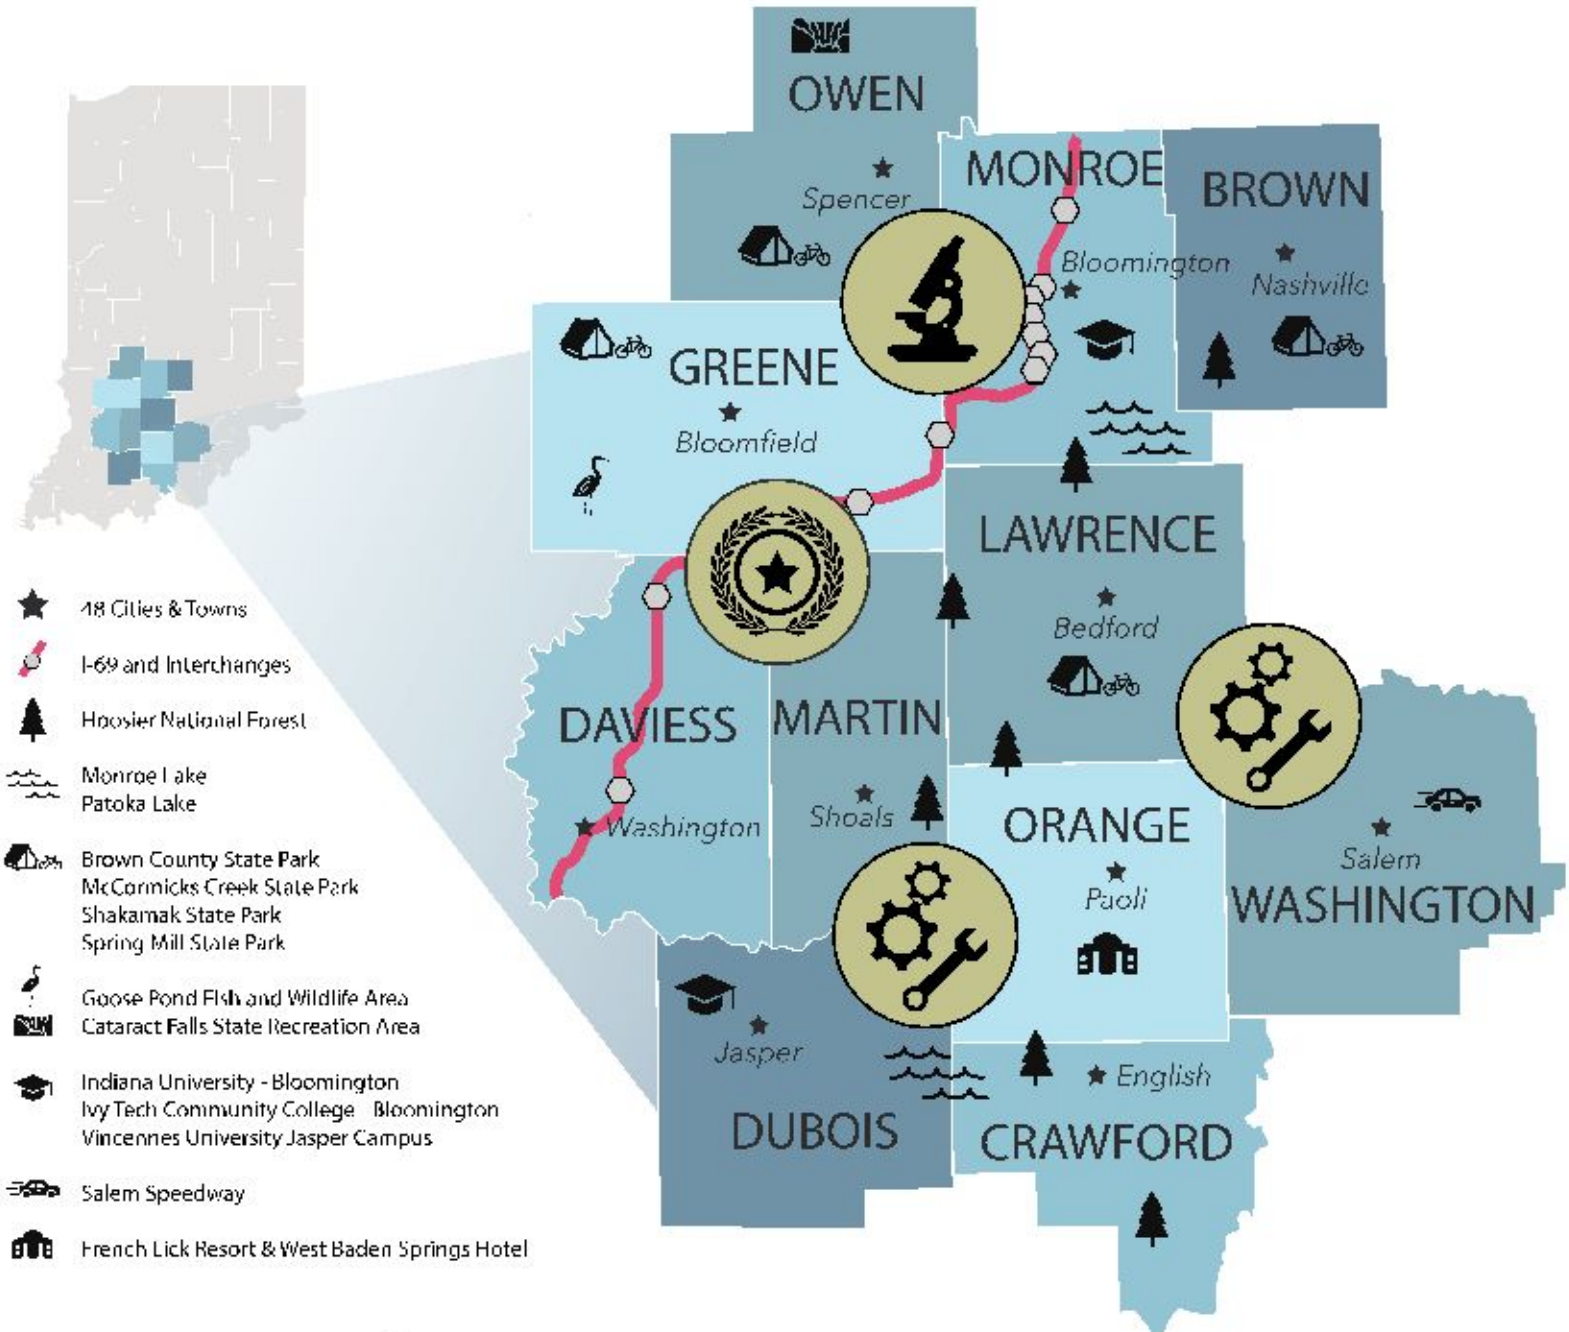 OWEN
Spencer
MONROE
Bloomington
BROWN
Nashville
GREENE
Bloomfield
LAWRENCE
Bedford
DAVIESS
Washington
MARTIN
Shoals
ORANGE
Paoli
Salem
WASHINGTON
Jasper
DUBOIS
English
CRAWFORD
48 Cities & Towns
I-69 and Interchanges
Hoosier National Forest
Monroe Lake
Patoka Lake
Brown County State Park
McCormicks Creek State Park
Shakamak State Park
Spring Mill State Park
Goose Pond Fish and Wildlife Area
Cataract Falls State Recreation Area
Indiana University - Bloomington
Ivy Tech Community College - Bloomington
Vincennes University Jasper Campus
Salem Speedway
French Lick Resort & West Baden Springs Hotel